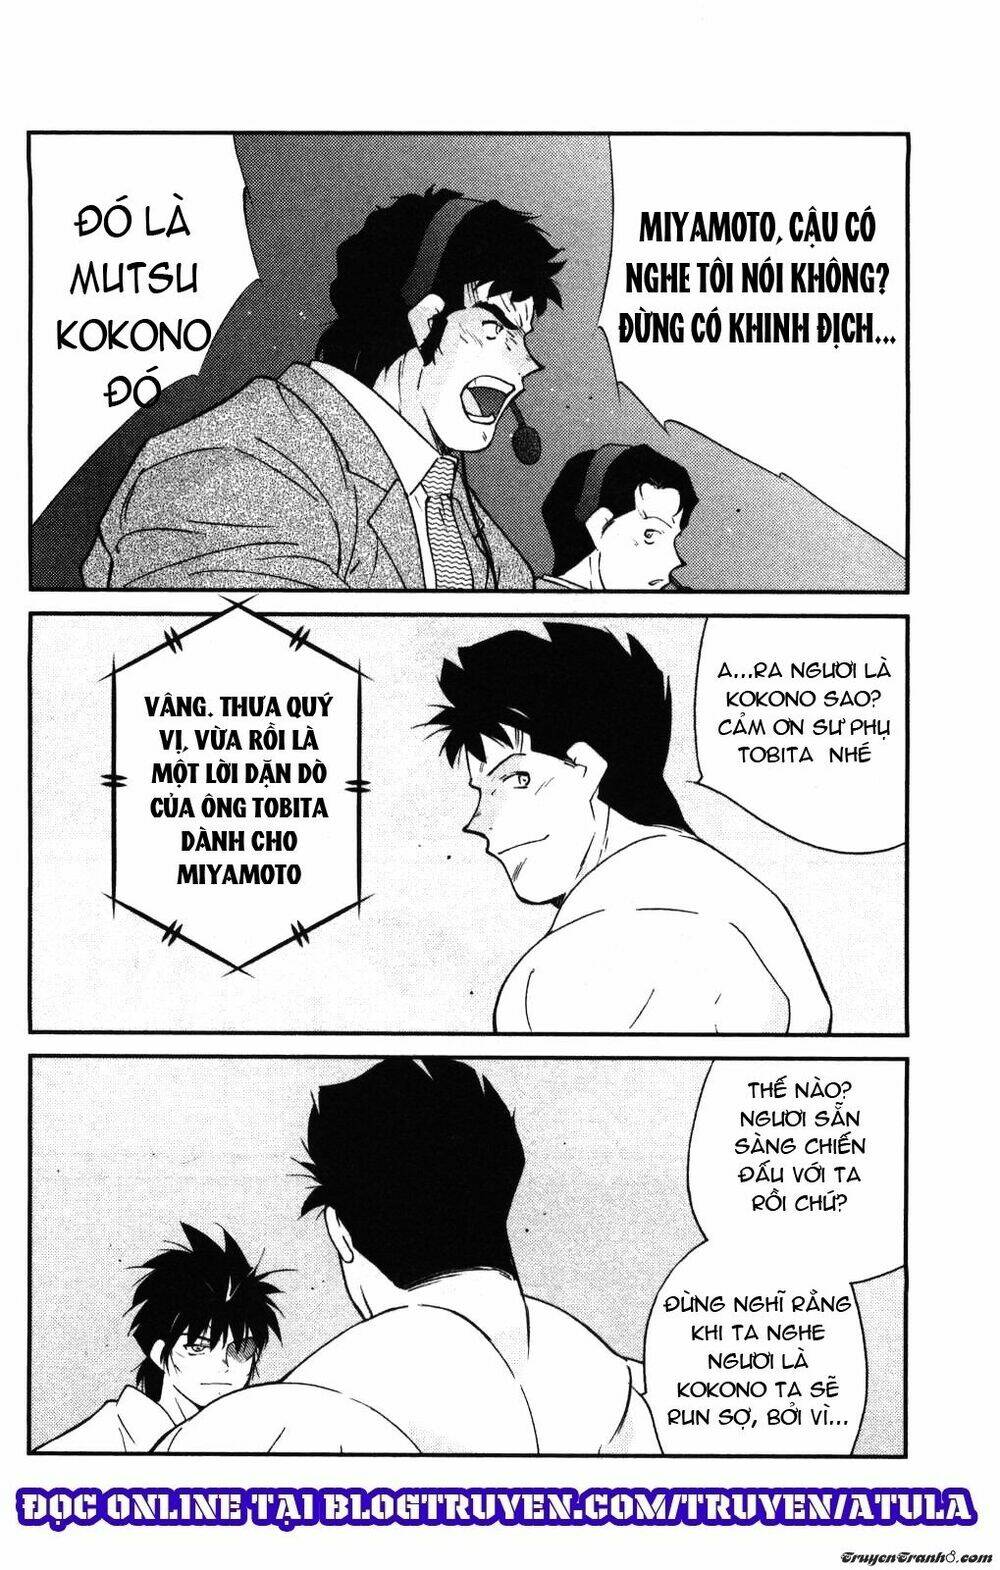 MIYAMOTO, CẬU CÓ
NGHE TÔI NÓI KHÔNG?
ĐỪNG CÓ KHINH ĐỊCH...
ĐÓ LÀ
MUTSU
KOKONO
ĐÓ
A...RA NGƯƠI LÀ
KOKONO SAO?
CẢM ƠN SƯ PHỤ
TOBITA NHÉ
VÂNG. THƯA QUÝ
VỊ, VỪA RỒI LÀ
MỘT LỜI DẶN DÒ
CỦA ÔNG TOBITA
DÀNH CHO
MIYAMOTO
THẾ NÀO?
NGƯƠI SẴN
SÀNG CHIẾN
ĐẤU VỚI TA
RỒI CHỨ?
ĐỪNG NGHĨ RẰNG
KHI TA NGHE
NGƯƠI LÀ
KOKONO TA SẼ
RUN SỢ, BỞI VÌ...
ĐỌC ONLINE TẠI BLOGTRUYEN.COM/TRUYEN/ATULA
TruyenTranh8.com